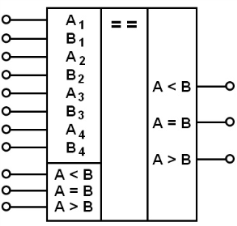 A1
B1
A2
B2
A3
B3
A4
B4
A < B
A = B
A > B
==
A < B
A = B
A > B